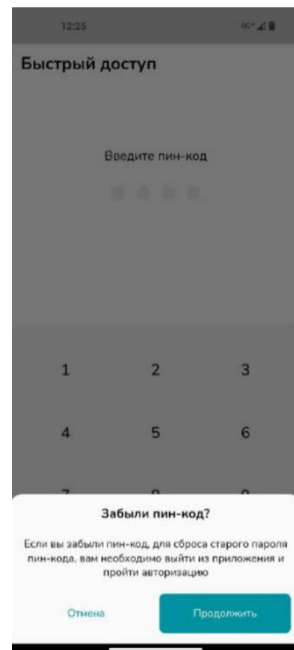 12:25
Быстрый доступ
Введите пин-код
1 2 3
4 5 6
Забыли пин-код?
Если вы забыли пин-код, для сброса старого пароля
пин-кода, вам необходимо выйти из приложения и
пройти авторизацию
Отмена Продолжить